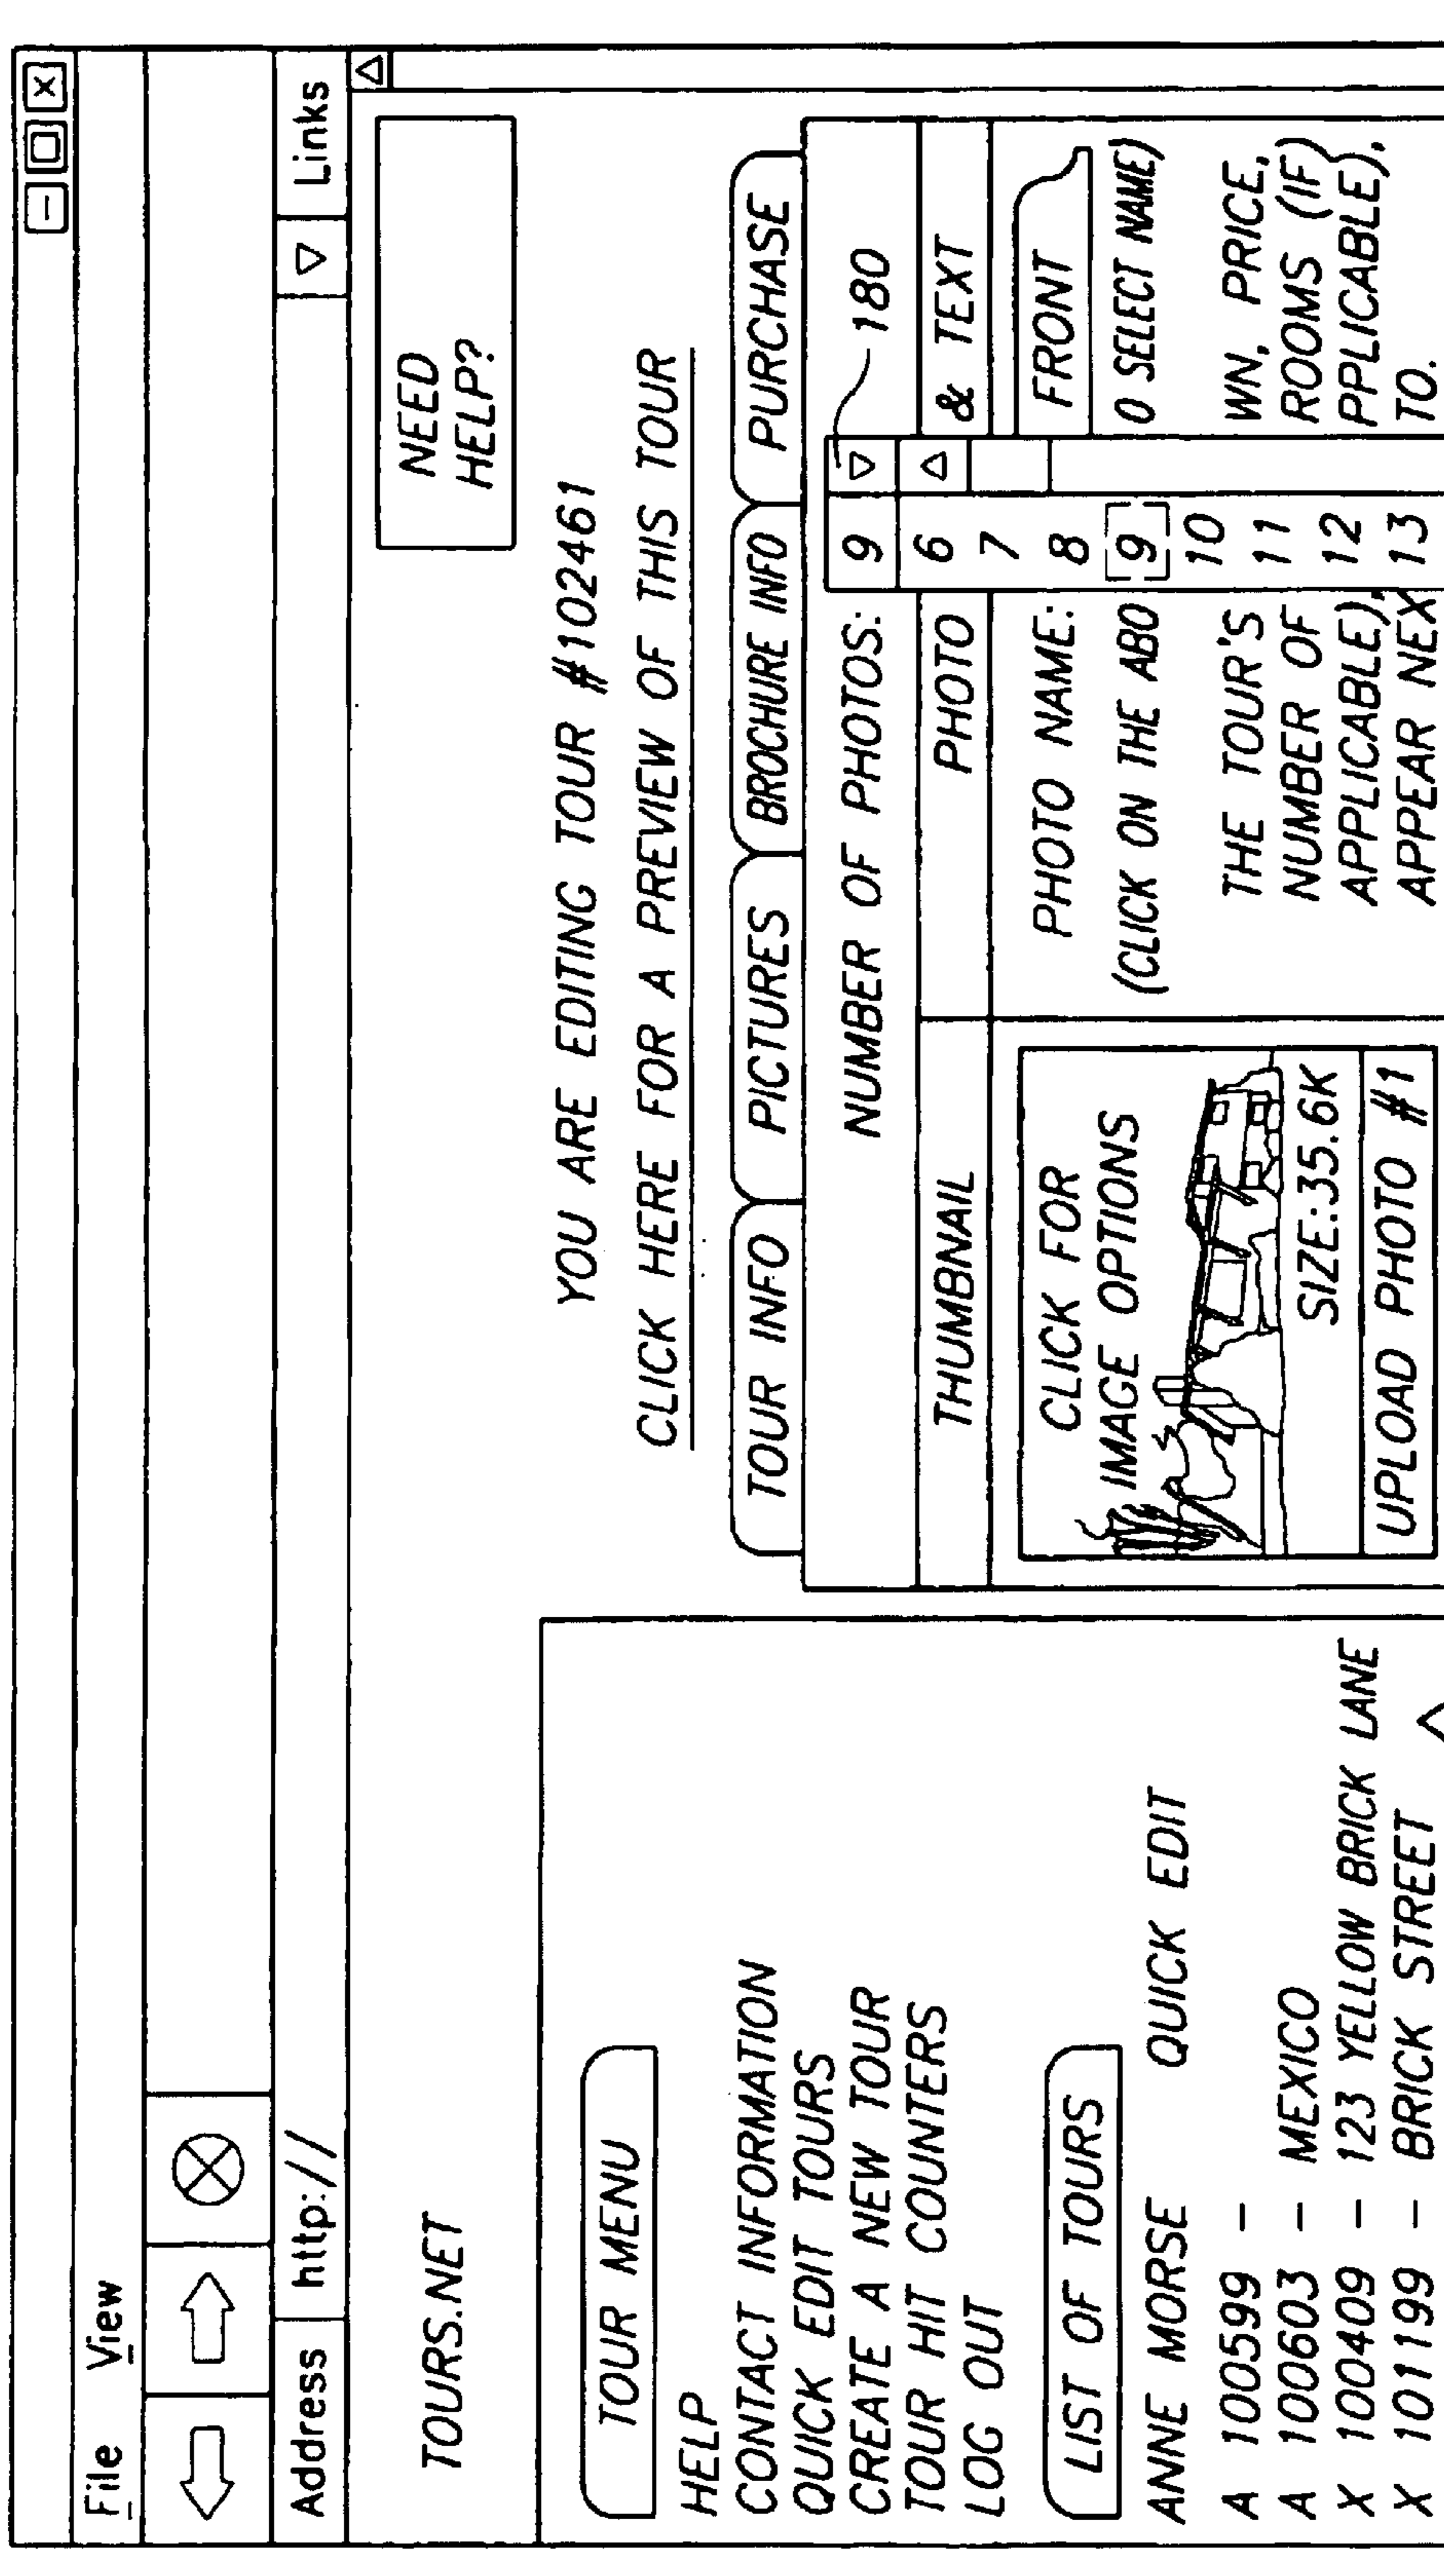 File View
Address http:// Links
TOURS.NET
NEED
HELP?
TOUR MENU
HELP
CONTACT INFORMATION
QUICK EDIT TOURS
CREATE A NEW TOUR
TOUR HIT COUNTERS
LOG OUT
LIST OF TOURS
ANNE MORSE QUICK EDIT
A 100599 -
A 100603 - MEXICO
X 100409 - 123 YELLOW BRICK LANE
X 101199 - BRICK STREET
YOU ARE EDITING TOUR #102461
CLICK HERE FOR A PREVIEW OF THIS TOUR
TOUR INFO PICTURES BROCHURE INFO PURCHASE
NUMBER OF PHOTOS: 9 180
THUMBNAIL PHOTO & TEXT
6
7
8
9
10
11
12
13
CLICK FOR
IMAGE OPTIONS
SIZE:35.6K
UPLOAD PHOTO #1
PHOTO NAME: FRONT
(CLICK ON THE ABO O SELECT NAME)
THE TOUR'S WN, PRICE,
NUMBER OF ROOMS (IF
APPLICABLE), PPLICABLE),
APPEAR NEX TO.